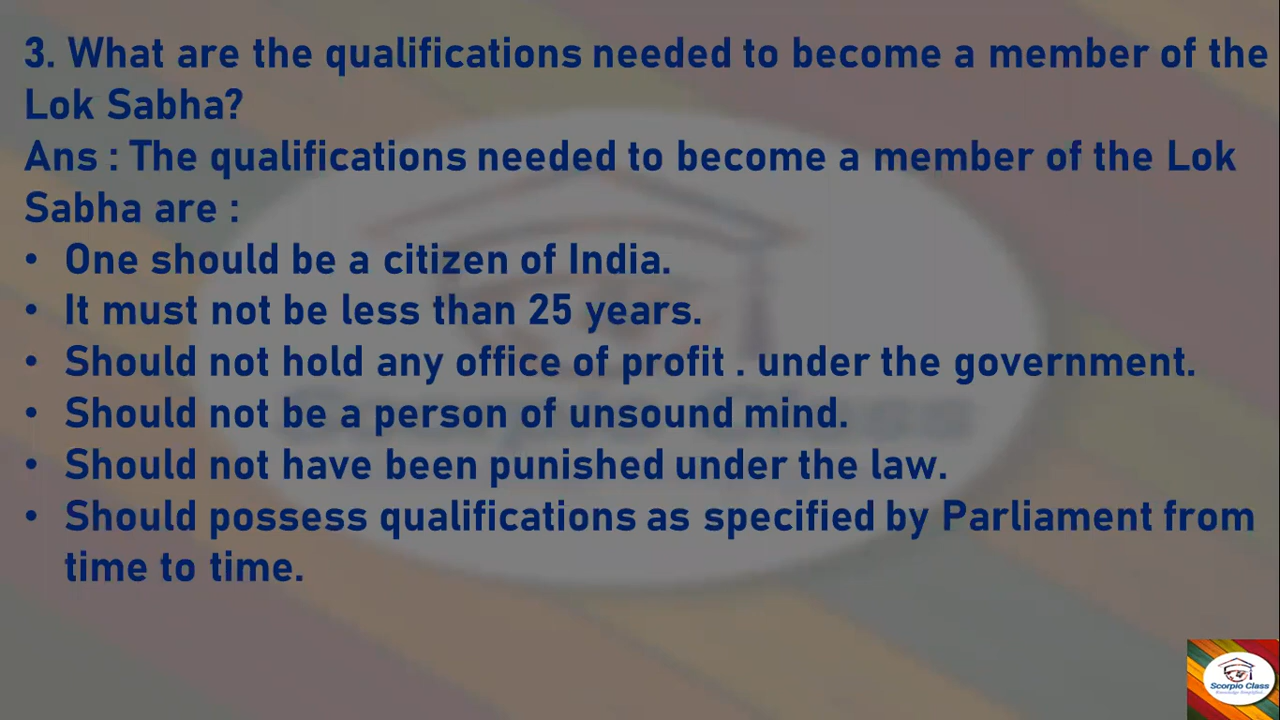 3. What are the qualifications needed to become a member of the
Lok Sabha?
Ans : The qualifications needed to become a member of the Lok
Sabha are :
• One should be a citizen of India.
• It must not be less than 25 years.
• Should not hold any office of profit . under the government.
• Should not be a person of unsound mind.
• Should not have been punished under the law.
• Should possess qualifications as specified by Parliament from
time to time.
Scorpio Class